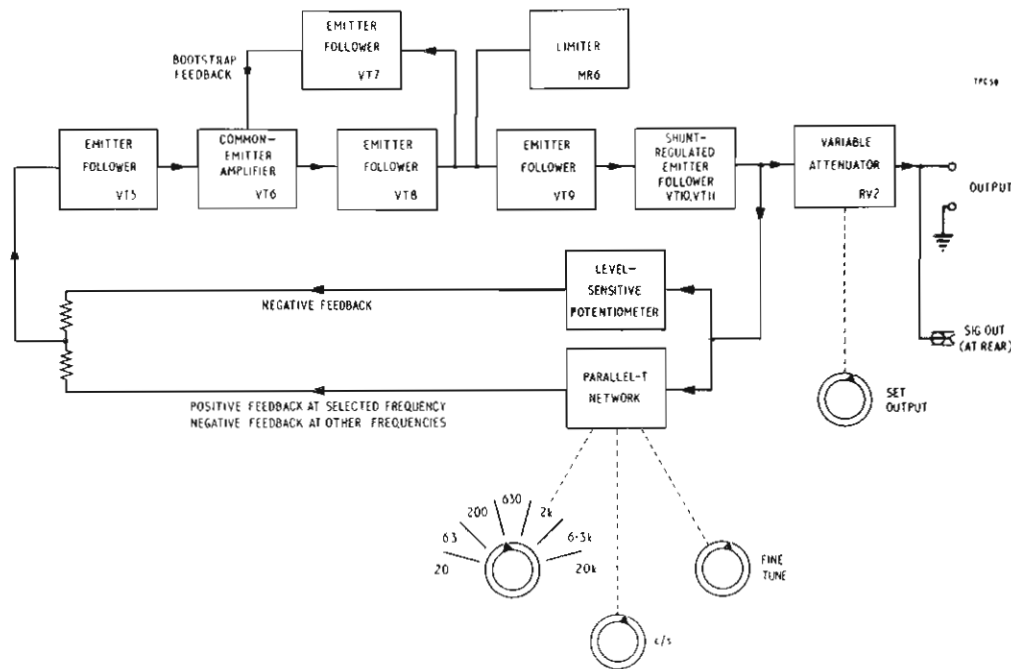 EMITTER
FOLLOWER
VT7
LIMITER
MR6
BOOTSTRAP
FEEDBACK
EMITTER
FOLLOWER
VT5
COMMON-
EMITTER
AMPLIFIER
VT6
EMITTER
FOLLOWER
VT8
EMITTER
FOLLOWER
VT9
SHUNT-
REGULATED
EMITTER
FOLLOWER
VT10,VT11
VARIABLE
ATTENUATOR
RV2
OUTPUT
NEGATIVE FEEDBACK
LEVEL-
SENSITIVE
POTENTIOMETER
SIG OUT
(AT REAR)
POSITIVE FEEDBACK AT SELECTED FREQUENCY
NEGATIVE FEEDBACK AT OTHER FREQUENCIES
PARALLEL-T
NETWORK
SET
OUTPUT
20
63
200
630
2k
6·3k
20k
FINE
TUNE
c/s